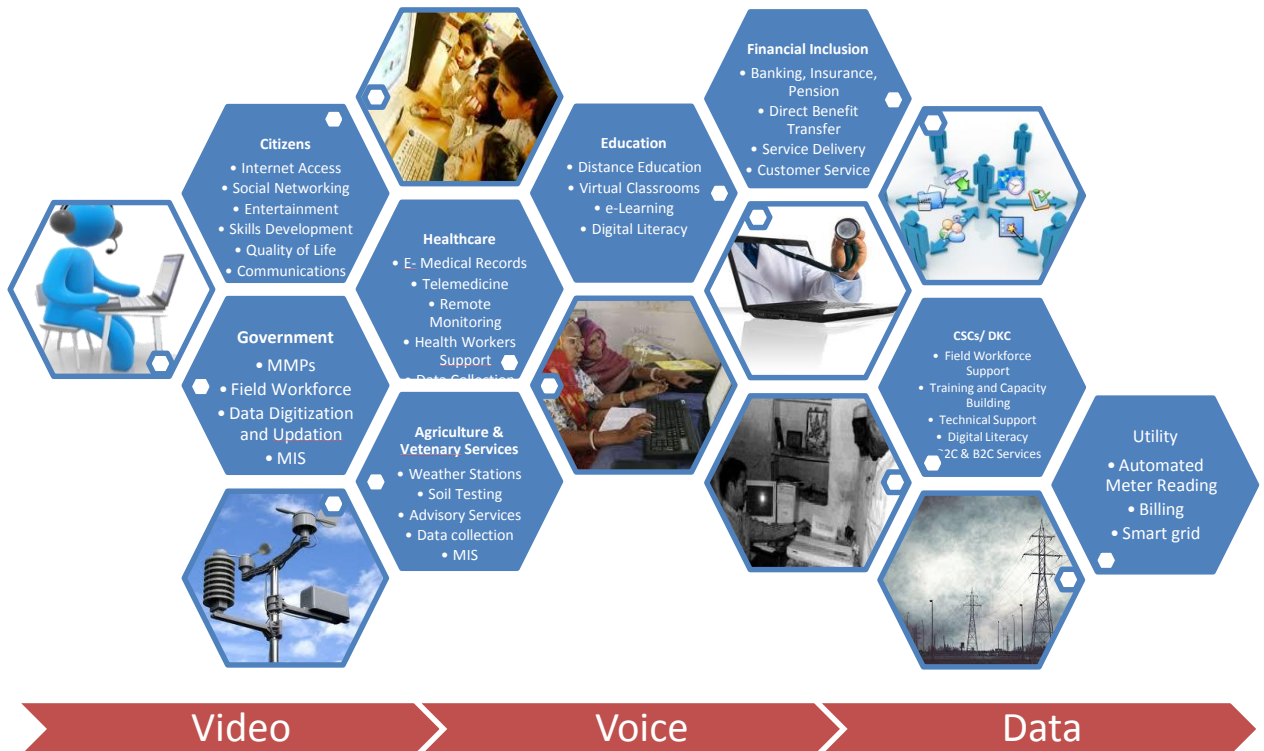 Citizens
• Internet Access
• Social Networking
• Entertainment
• Skills Development
• Quality of Life
• Communications
Government
• MMPs
• Field Workforce
• Data Digitization
and Updation
• MIS
Healthcare
• E- Medical Records
• Telemedicine
• Remote
Monitoring
• Health Workers
Support
• Data Collection
Agriculture &
Vetenary Services
• Weather Stations
• Soil Testing
• Advisory Services
• Data collection
• MIS
Education
• Distance Education
• Virtual Classrooms
• e-Learning
• Digital Literacy
Financial Inclusion
• Banking, Insurance,
Pension
• Direct Benefit
Transfer
• Service Delivery
• Customer Service
CSCs/ DKC
• Field Workforce
Support
• Training and Capacity
Building
• Technical Support
• Digital Literacy
& B2C Services
Utility
• Automated
Meter Reading
• Billing
• Smart grid
Video
Voice
Data